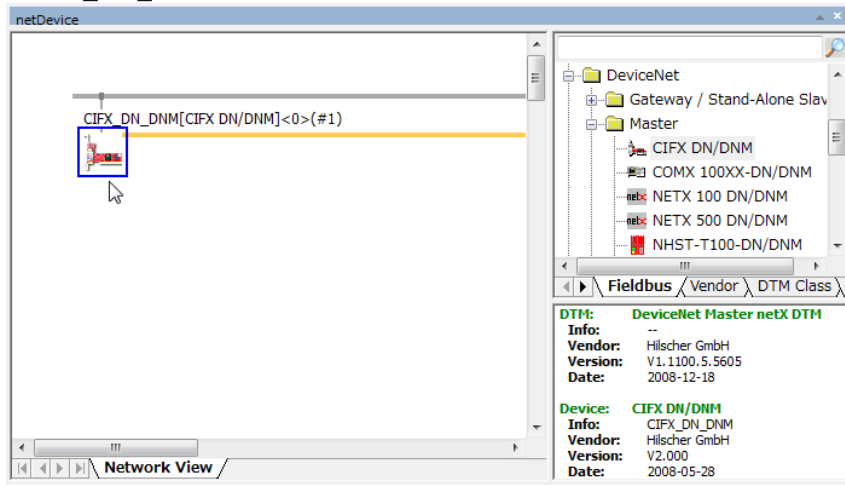 netDevice
CIFX_DN_DNM[CIFX DN/DNM]<0>(#1)
Network View
DeviceNet
Gateway / Stand-Alone Slav
Master
CIFX DN/DNM
COMX 100XX-DN/DNM
NETX 100 DN/DNM
NETX 500 DN/DNM
NHST-T100-DN/DNM
Fieldbus Vendor DTM Class
DTM: DeviceNet Master netX DTM
Info: --
Vendor: Hilscher GmbH
Version: V1.1100.5.5605
Date: 2008-12-18
Device: CIFX DN/DNM
Info: CIFX_DN_DNM
Vendor: Hilscher GmbH
Version: V2.000
Date: 2008-05-28